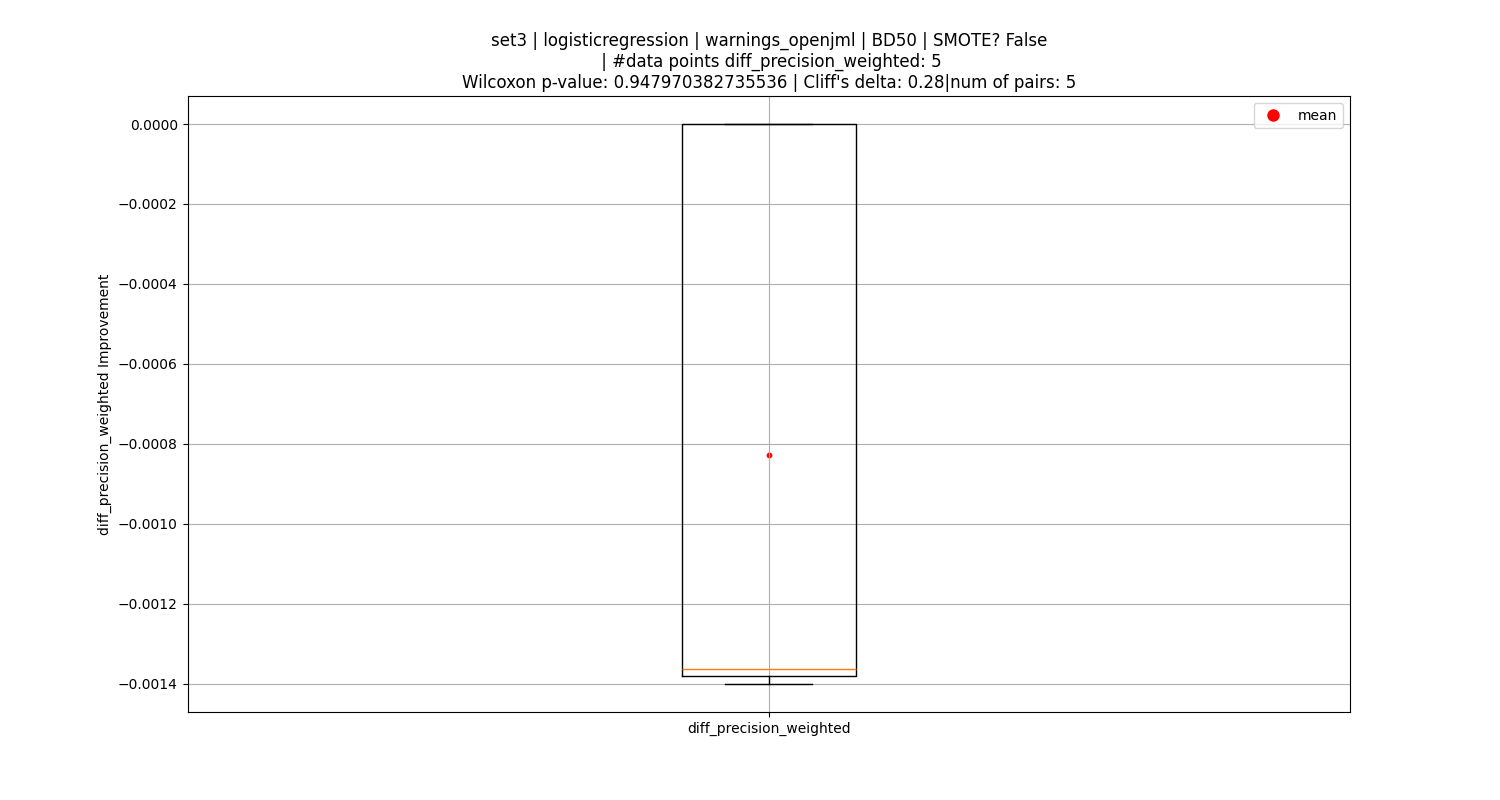 set3 | logisticregression | warnings_openjml | BD50 | SMOTE? False
| #data points diff_precision_weighted: 5
Wilcoxon p-value: 0.947970382735536 | Cliff's delta: 0.28|num of pairs: 5
mean
0.0000
−0.0002
−0.0004
−0.0006
−0.0008
−0.0010
−0.0012
−0.0014
diff_precision_weighted Improvement
diff_precision_weighted